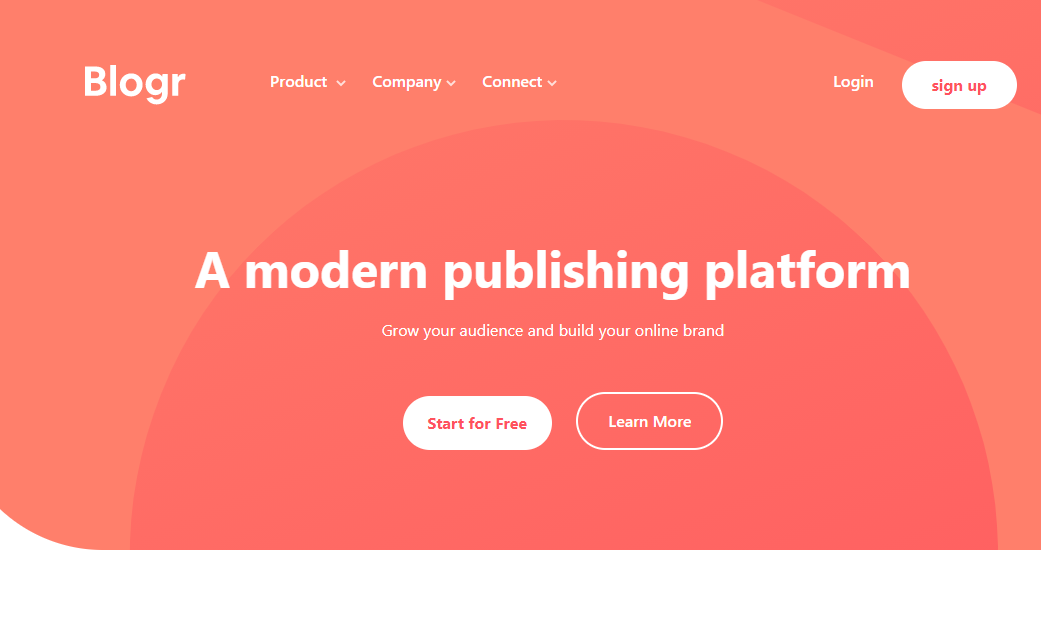 Blogr
Product Company Connect Login sign up
A modern publishing platform
Grow your audience and build your online brand
Start for Free Learn More